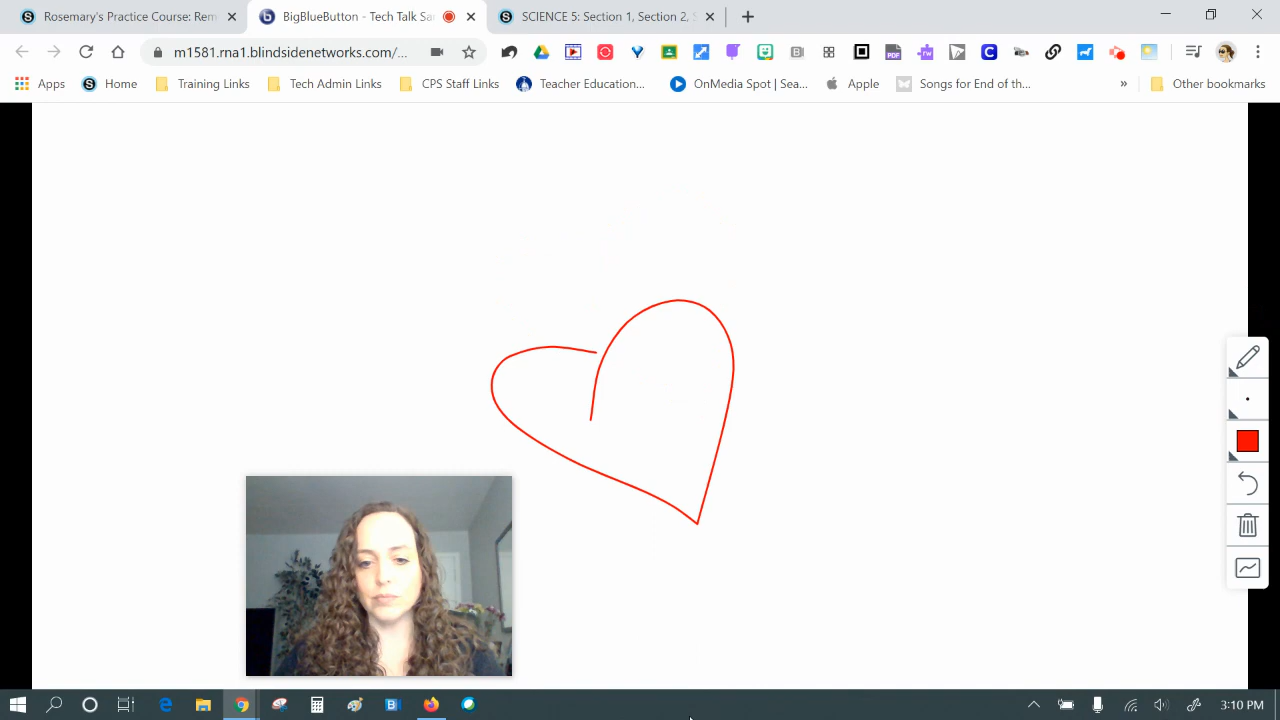 Rosemary's Practice Course: Rem
BigBlueButton - Tech Talk Sar
SCIENCE 5: Section 1, Section 2,
m1581.rna1.blindsidenetworks.com/...
Apps
Home
Training Links
Tech Admin Links
CPS Staff Links
Teacher Education...
OnMedia Spot | Sea...
Apple
Songs for End of th...
»
Other bookmarks
3:10 PM